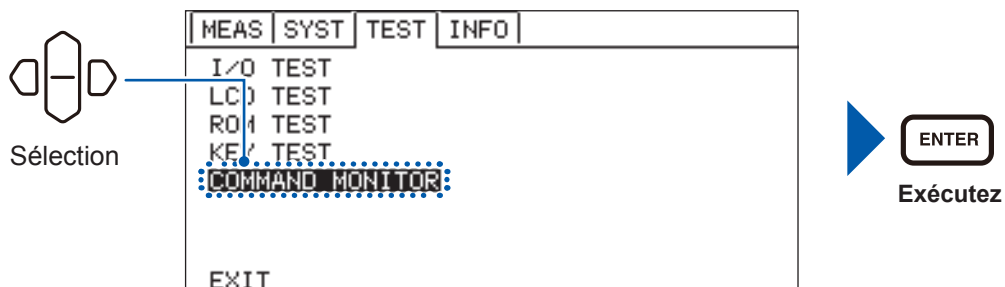 MEAS SYST TEST INFO
I/O TEST
LCD TEST
ROM TEST
KEY TEST
COMMAND MONITOR
EXIT
Sélection
ENTER
Exécutez